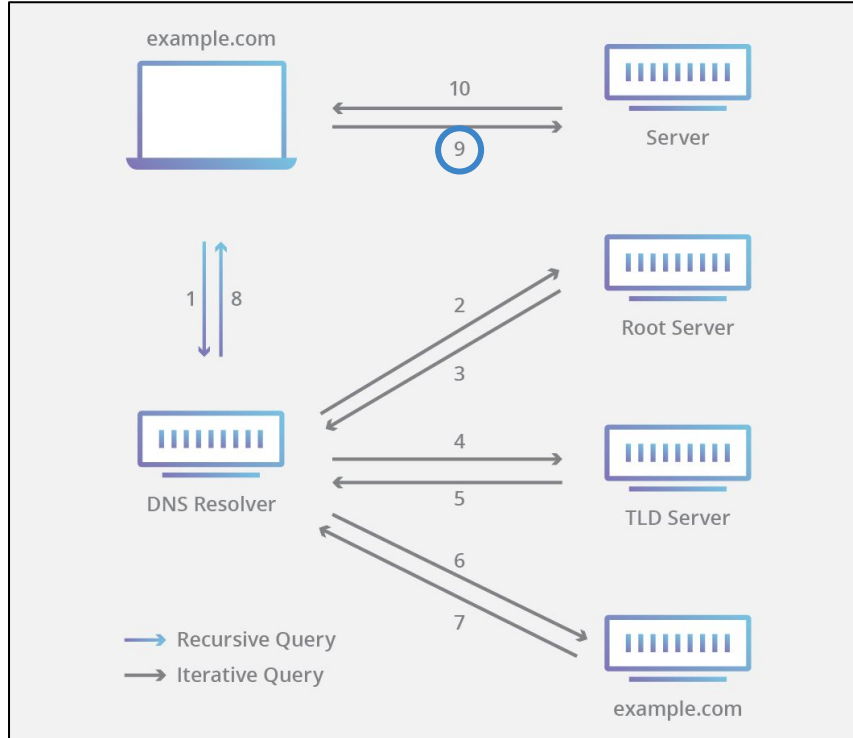 example.com
10
9
Server
1
8
2
3
Root Server
4
5
DNS Resolver
TLD Server
6
7
Recursive Query
Iterative Query
example.com